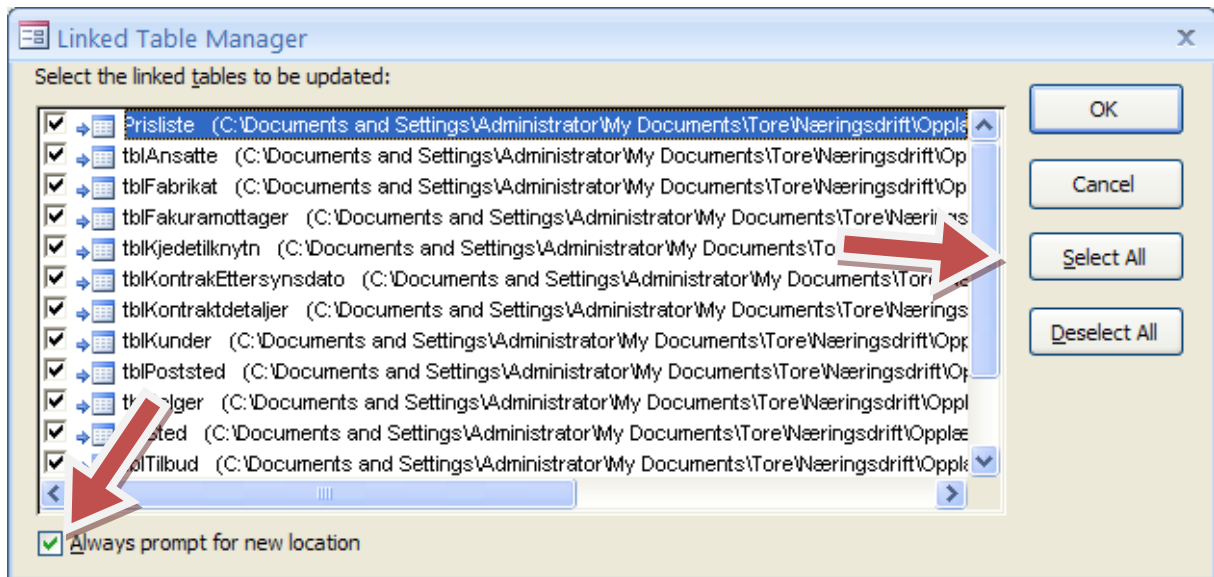 Linked Table Manager
Select the linked tables to be updated:
Prisliste (C:\Documents and Settings\Administrator\My Documents\Tore\Næringsdrift\Opplæ
tblAnsatte (C:\Documents and Settings\Administrator\My Documents\Tore\Næringsdrift\Op
tblFabrikat (C:\Documents and Settings\Administrator\My Documents\Tore\Næringsdrift\Op
tblFakuramottager (C:\Documents and Settings\Administrator\My Documents\Tore\Nærings
tblKjedetilknytn (C:\Documents and Settings\Administrator\My Documents\To
tblKontrakEttersynsdato (C:\Documents and Settings\Administrator\My Documents\Tore\Næ
tblKontraktdetaljer (C:\Documents and Settings\Administrator\My Documents\Tore\Nærings
tblKunder (C:\Documents and Settings\Administrator\My Documents\Tore\Næringsdrift\Opp
tblPoststed (C:\Documents and Settings\Administrator\My Documents\Tore\Næringsdrift\Op
elger (C:\Documents and Settings\Administrator\My Documents\Tore\Næringsdrift\Oppl
sted (C:\Documents and Settings\Administrator\My Documents\Tore\Næringsdrift\Opplæ
blTilbud (C:\Documents and Settings\Administrator\My Documents\Tore\Næringsdrift\Opplæ
Always prompt for new location
OK
Cancel
Select All
Deselect All